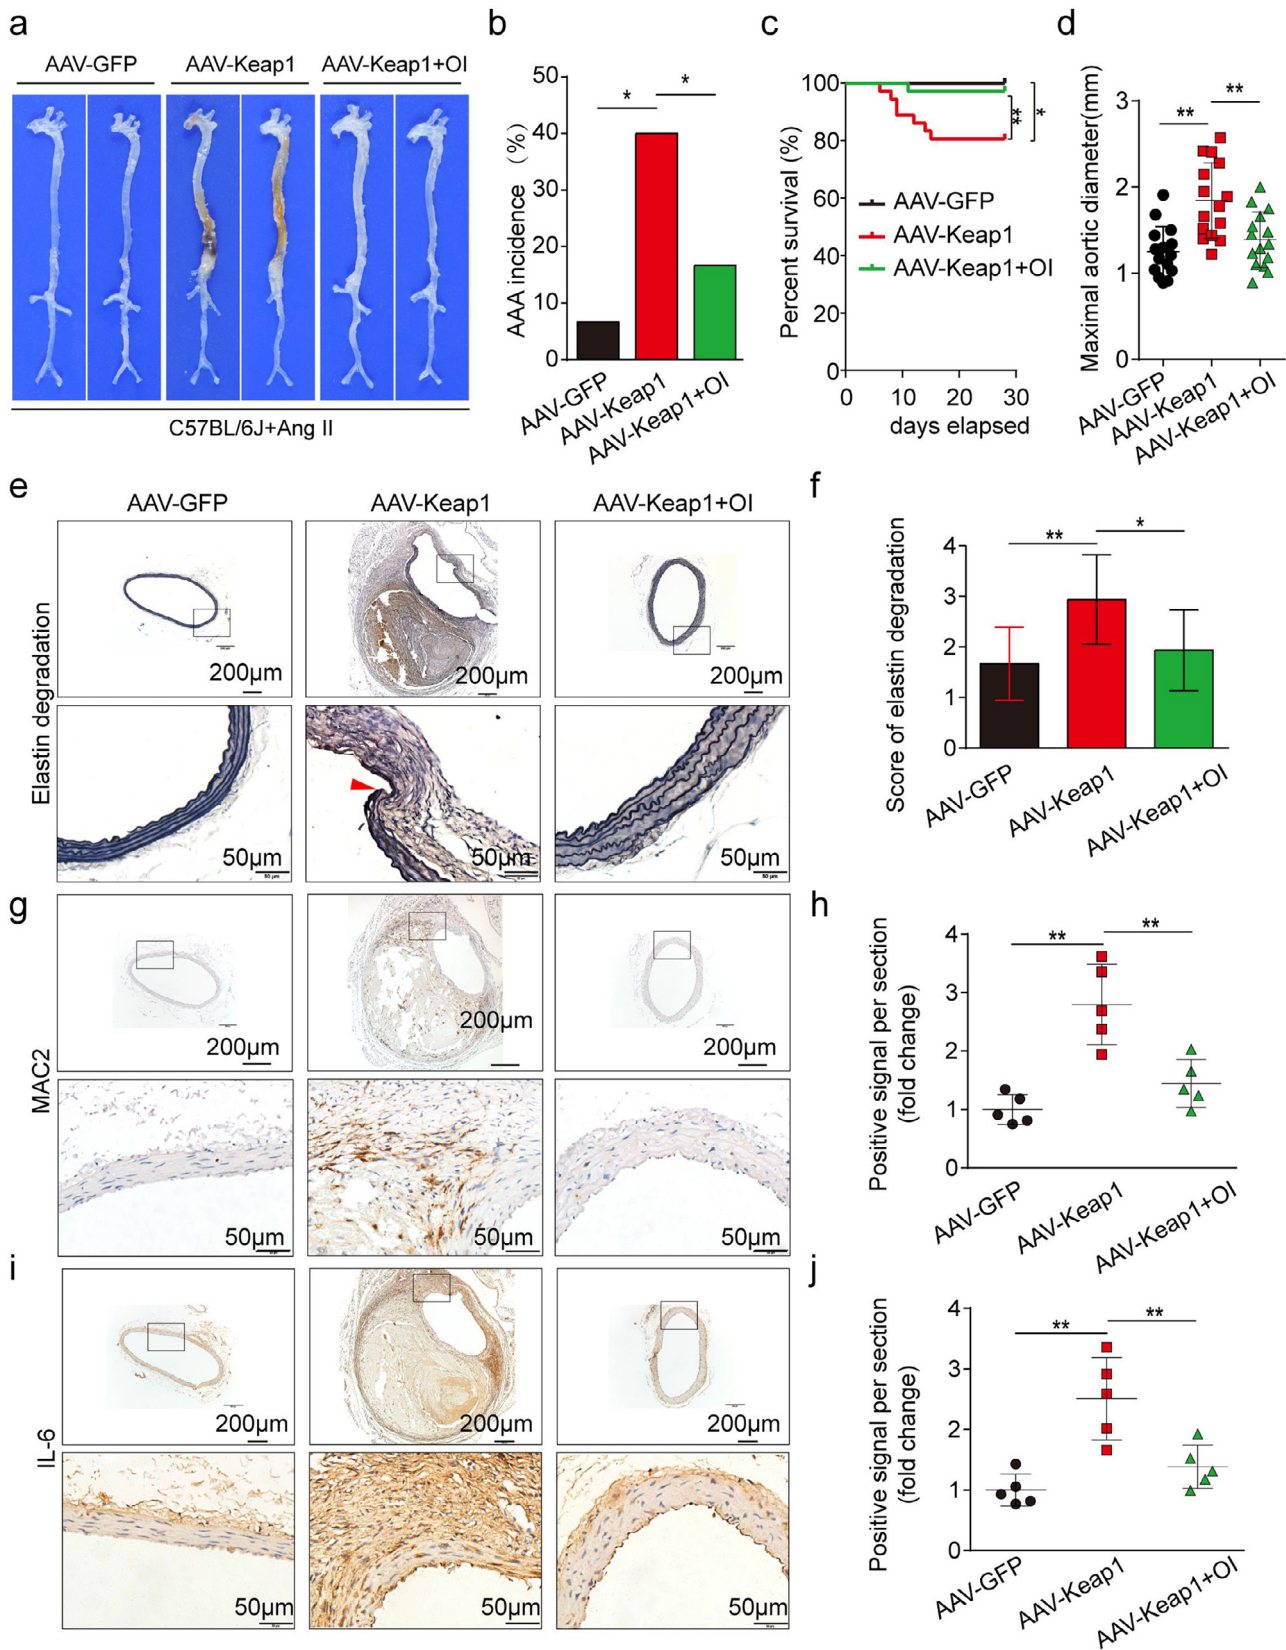 a
AAV-GFP
AAV-Keap1
AAV-Keap1+OI
C57BL/6J+Ang II
b
AAA incidence（%）
50
40
30
20
10
0
*
*
AAV-GFP
AAV-Keap1
AAV-Keap1+OI
c
Percent survival (%)
100
80
60
40
20
0
0
10
20
30
days elapsed
AAV-GFP
AAV-Keap1
AAV-Keap1+OI
**
*
d
Maximal aortic diameter(mm)
3
2
1
0
**
**
AAV-GFP
AAV-Keap1
AAV-Keap1+OI
e
AAV-GFP
AAV-Keap1
AAV-Keap1+OI
Elastin degradation
200μm
200μm
200μm
50μm
50μm
50μm
f
Score of elastin degradation
4
3
2
1
0
**
*
AAV-GFP
AAV-Keap1
AAV-Keap1+OI
g
MAC2
200μm
200μm
200μm
50μm
50μm
50μm
h
Positive signal per section
(fold change)
4
3
2
1
0
**
**
AAV-GFP
AAV-Keap1
AAV-Keap1+OI
i
IL-6
200μm
200μm
200μm
50μm
50μm
50μm
j
Positive signal per section
(fold change)
4
3
2
1
0
**
**
AAV-GFP
AAV-Keap1
AAV-Keap1+OI